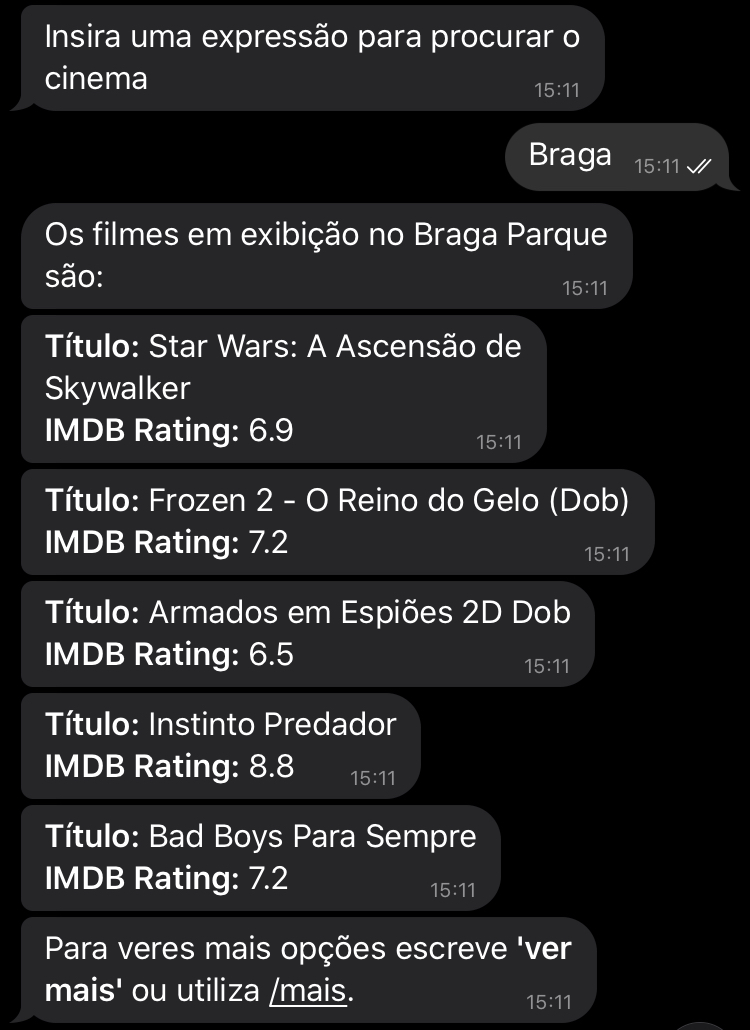 Insira uma expressão para procurar o
cinema
15:11
Braga 15:11
Os filmes em exibição no Braga Parque
são:
15:11
Título: Star Wars: A Ascensão de
Skywalker
IMDB Rating: 6.9
15:11
Título: Frozen 2 - O Reino do Gelo (Dob)
IMDB Rating: 7.2
15:11
Título: Armados em Espiões 2D Dob
IMDB Rating: 6.5
15:11
Título: Instinto Predador
IMDB Rating: 8.8
15:11
Título: Bad Boys Para Sempre
IMDB Rating: 7.2
15:11
Para veres mais opções escreve 'ver
mais' ou utiliza /mais.
15:11